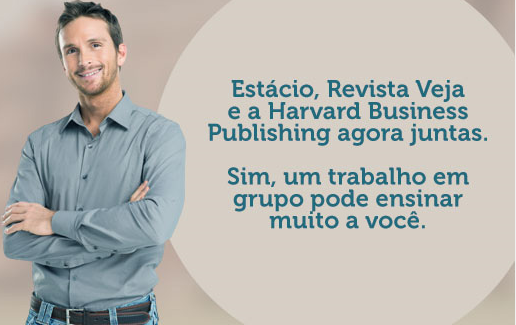 Estácio, Revista Veja
e a Harvard Business
Publishing agora juntas.
Sim, um trabalho em
grupo pode ensinar
muito a você.